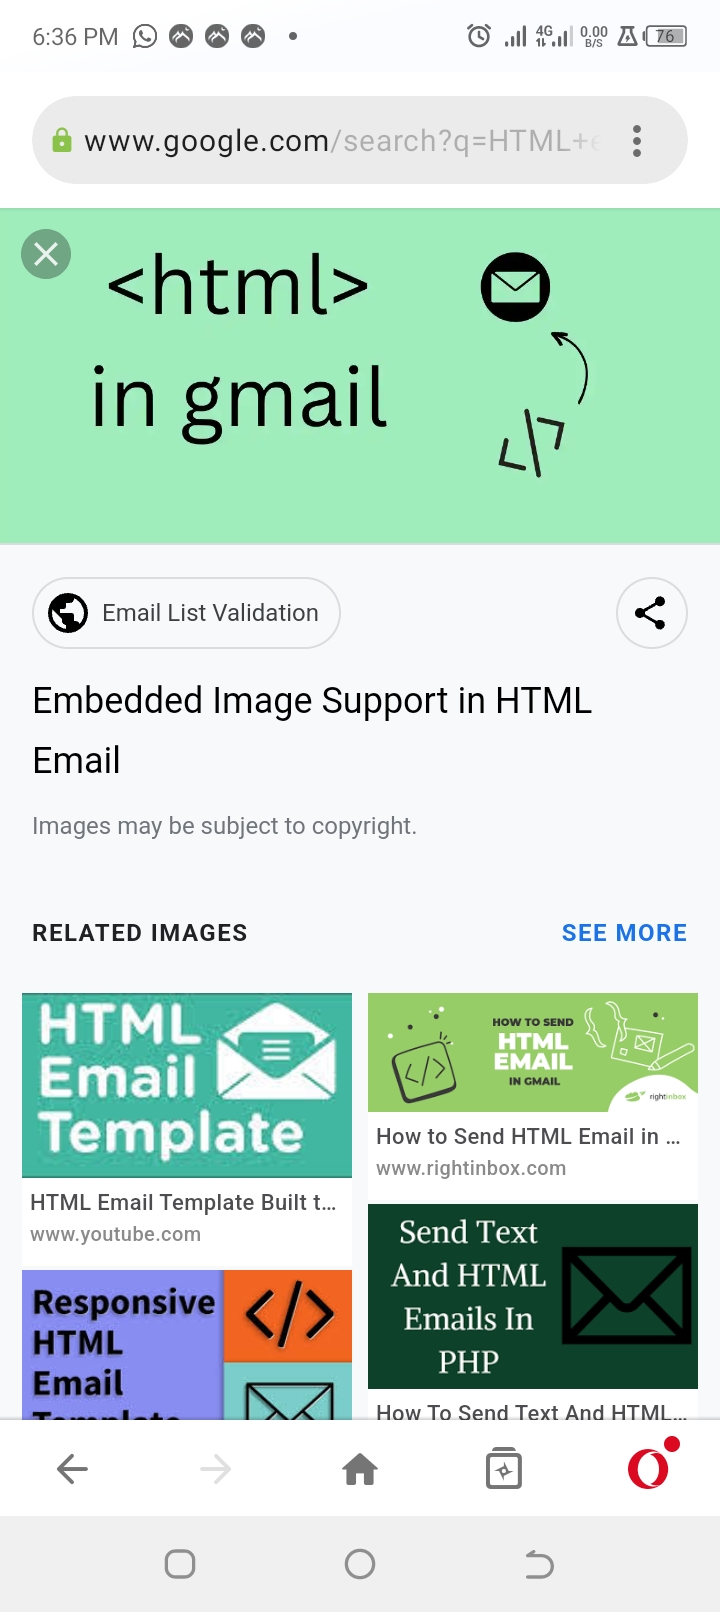 6:36 PM
4G
0.00
B/S
76
www.google.com/search?q=HTML+e
<html>
in gmail
</>
Email List Validation
Embedded Image Support in HTML
Email
Images may be subject to copyright.
RELATED IMAGES
SEE MORE
HTML
Email
Template
HTML Email Template Built t...
www.youtube.com
HOW TO SEND
HTML
EMAIL
IN GMAIL
</>
rightinbox
How to Send HTML Email in ...
www.rightinbox.com
Responsive
HTML
Email
Template
</>
Send Text
And HTML
Emails In
PHP
How To Send Text And HTML...